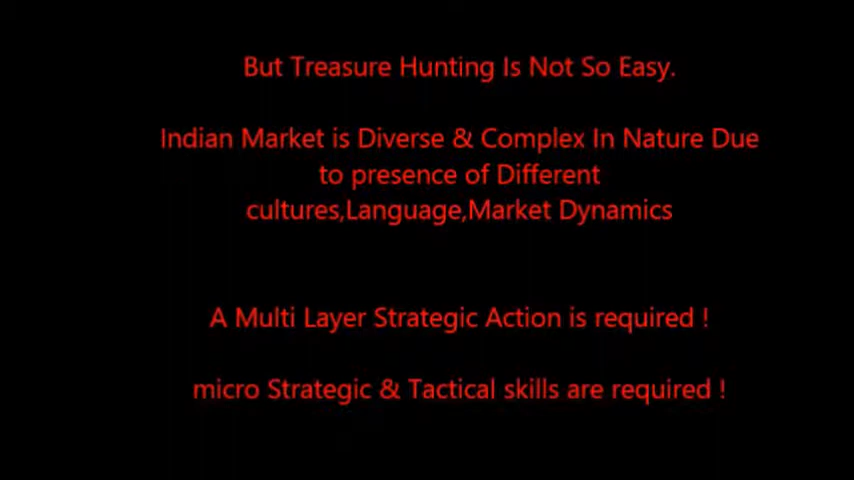 But Treasure Hunting Is Not So Easy.
Indian Market is Diverse & Complex In Nature Due
to presence of Different
cultures,Language,Market Dynamics
A Multi Layer Strategic Action is required !
micro Strategic & Tactical skills are required !